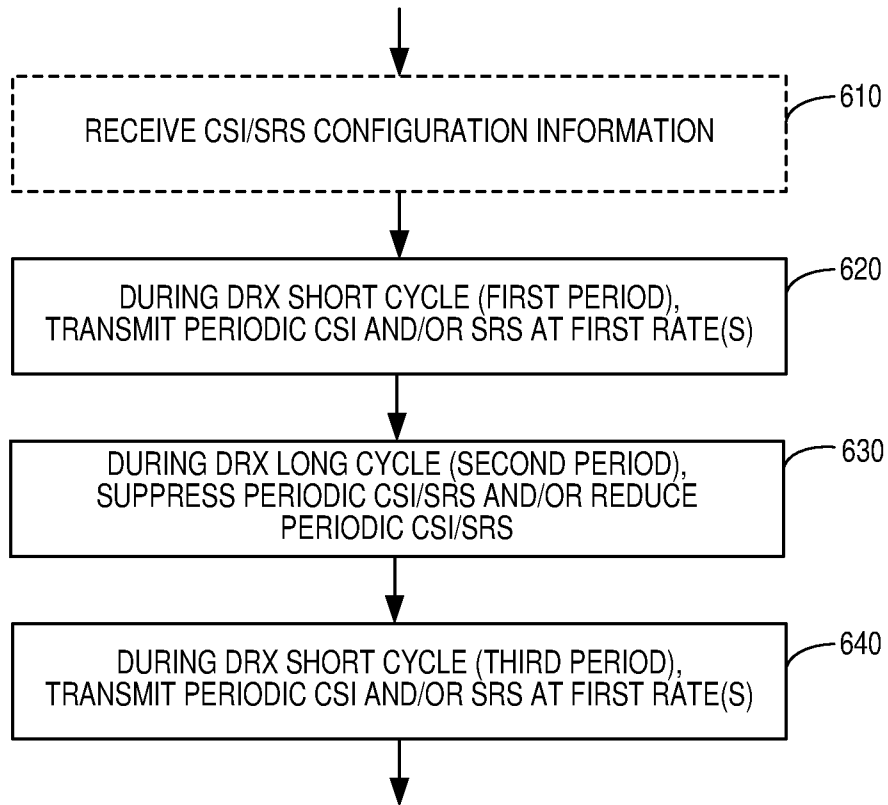 RECEIVE CSI/SRS CONFIGURATION INFORMATION
610
DURING DRX SHORT CYCLE (FIRST PERIOD),
TRANSMIT PERIODIC CSI AND/OR SRS AT FIRST RATE(S)
620
DURING DRX LONG CYCLE (SECOND PERIOD),
SUPPRESS PERIODIC CSI/SRS AND/OR REDUCE
PERIODIC CSI/SRS
630
DURING DRX SHORT CYCLE (THIRD PERIOD),
TRANSMIT PERIODIC CSI AND/OR SRS AT FIRST RATE(S)
640